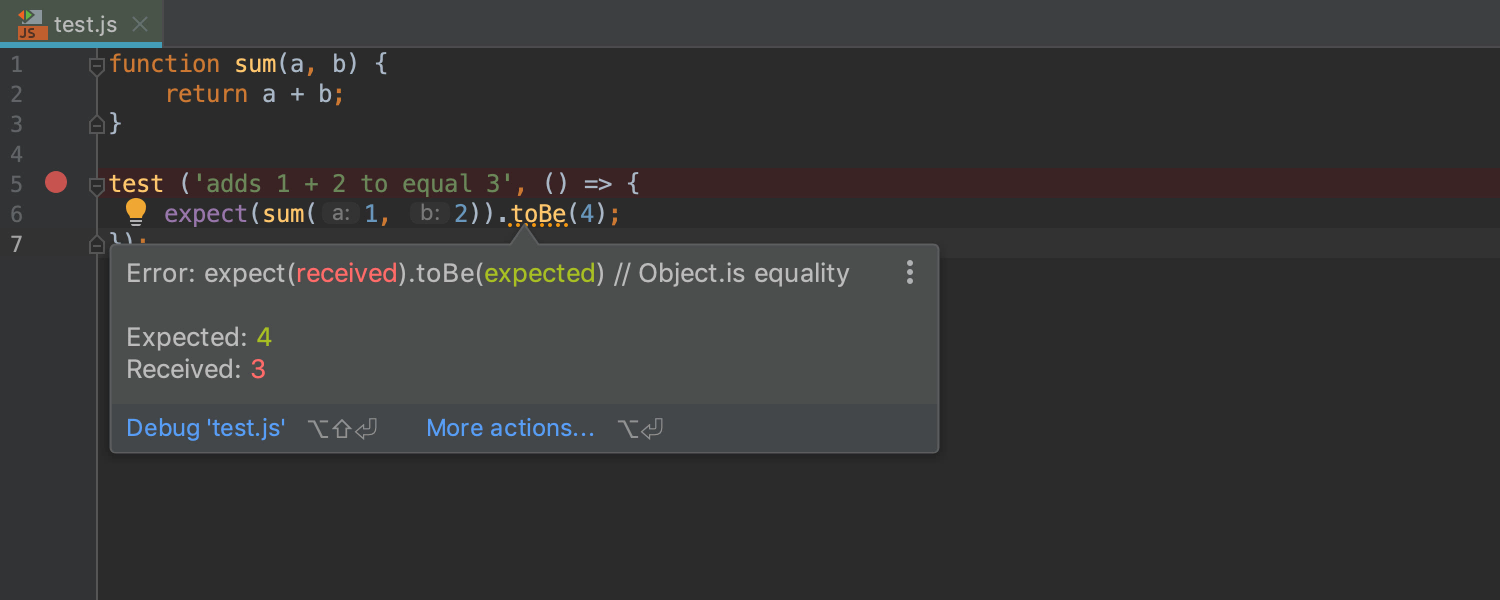 JS test.js
1 function sum(a, b) {
2 return a + b;
3 }
4
5 test ('adds 1 + 2 to equal 3', () => {
6 expect(sum( a: 1, b: 2)).toBe(4);
7 });
Error: expect(received).toBe(expected) // Object.is equality
Expected: 4
Received: 3
Debug 'test.js' ⌥⇧⏎ More actions... ⌥⏎